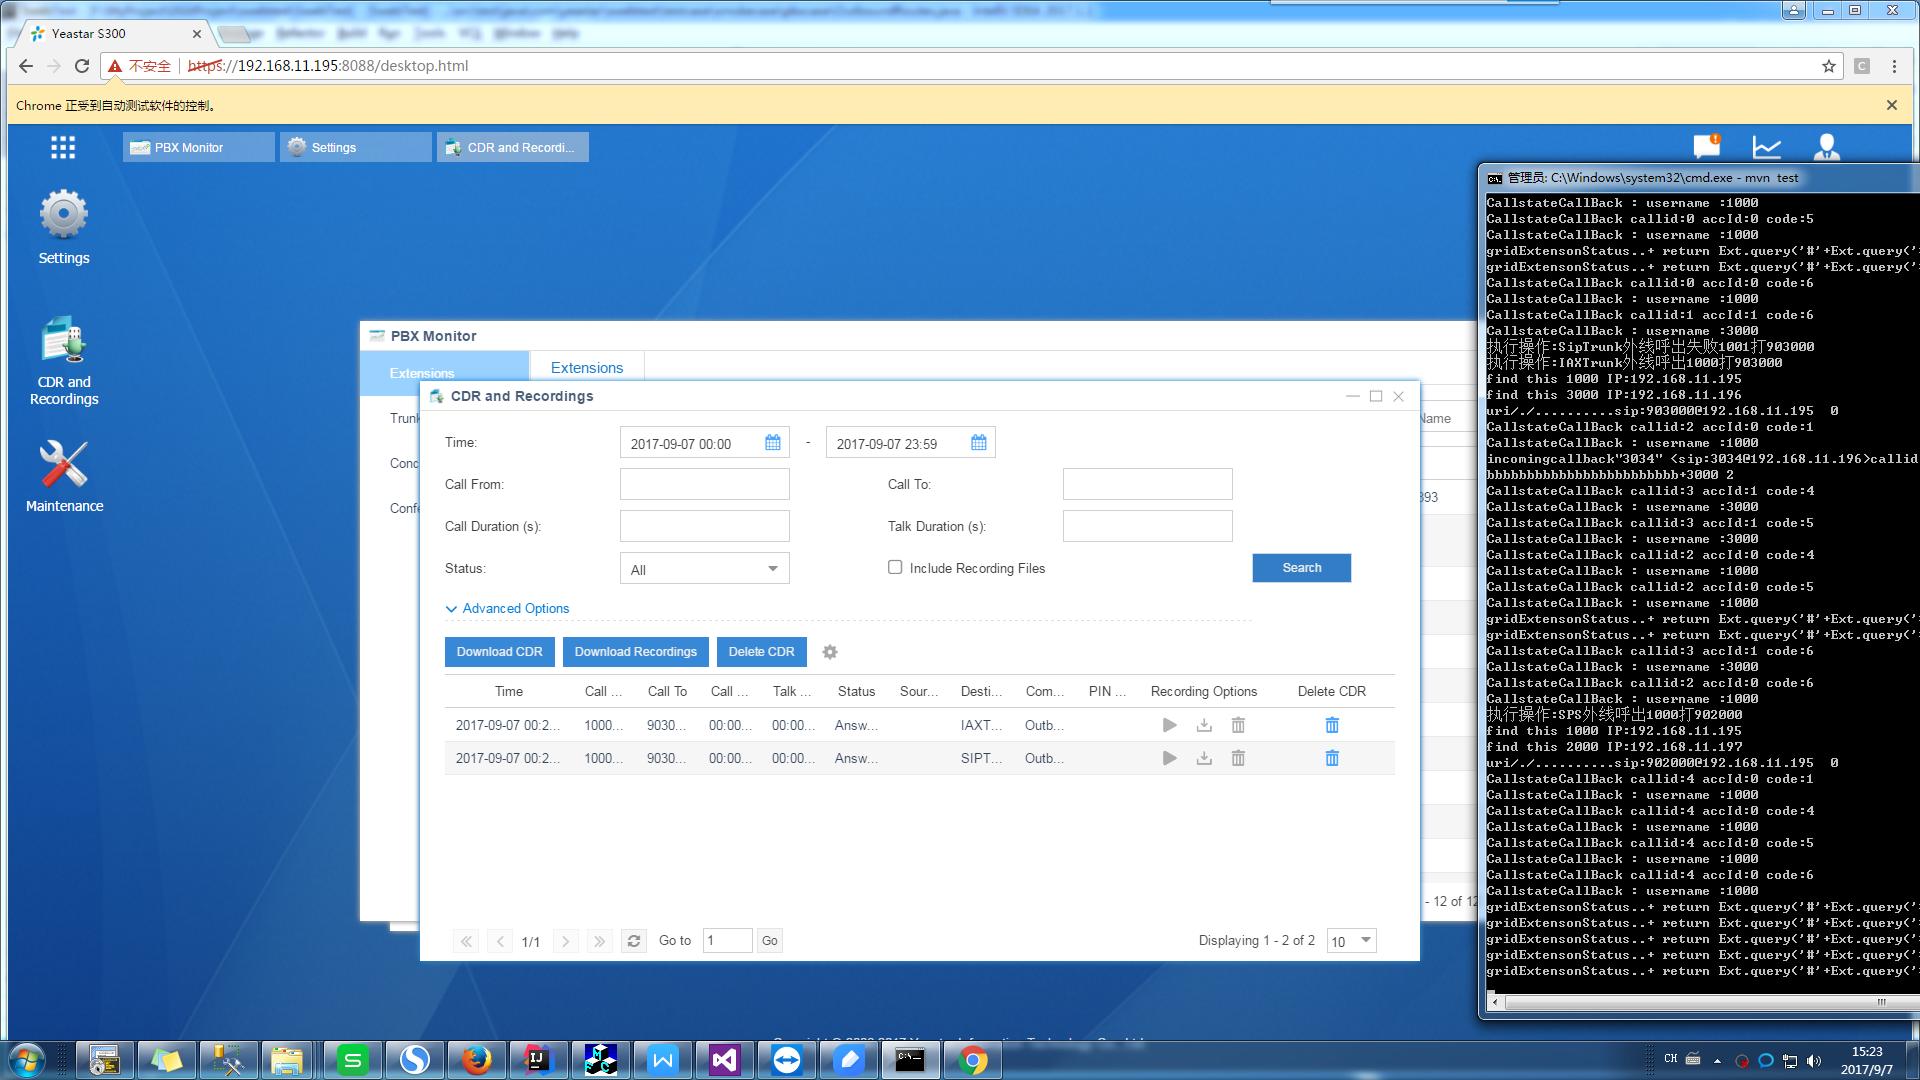 Yeastar S300
不安全 https://192.168.11.195:8088/desktop.html
Chrome 正受到自动测试软件的控制。
PBX Monitor
Settings
CDR and Recordi...
Settings
CDR and
Recordings
Maintenance
PBX Monitor
Extensions
Extensions
Name
- 12 of 12
CDR and Recordings
Time:
2017-09-07 00:00
-
2017-09-07 23:59
Call From:
Call To:
Call Duration (s):
Talk Duration (s):
Status:
All
Include Recording Files
Search
Advanced Options
Download CDR
Download Recordings
Delete CDR
Time Call ... Call To Call ... Talk ... Status Sour... Desti... Com... PIN ... Recording Options Delete CDR
2017-09-07 00:2... 1000... 9030... 00:00... 00:00... Answ... IAXT... Outb...
2017-09-07 00:2... 1000... 9030... 00:00... 00:00... Answ... SIPT... Outb...
1/1
Go to
1
Go
Displaying 1 - 2 of 2
10
管理员: C:\Windows\system32\cmd.exe - mvn test
CallstateCallBack : username :1000
CallstateCallBack callid:0 accId:0 code:5
CallstateCallBack : username :1000
gridExtensonStatus..+ return Ext.query('#'+Ext.query('
gridExtensonStatus..+ return Ext.query('#'+Ext.query('
CallstateCallBack callid:0 accId:0 code:6
CallstateCallBack : username :1000
CallstateCallBack callid:1 accId:1 code:6
CallstateCallBack : username :3000
执行操作:SipTrunk外线呼出失败1001打903000
执行操作:IAXTrunk外线呼出1000打903000
find this 1000 IP:192.168.11.195
find this 3000 IP:192.168.11.196
uri/./..........sip:903000@192.168.11.195 0
CallstateCallBack callid:2 accId:0 code:1
CallstateCallBack : username :1000
incomingcallback"3034" <sip:3034@192.168.11.196>callid
bbbbbbbbbbbbbbbbbbbbbbbb+3000 2
CallstateCallBack callid:3 accId:1 code:4
CallstateCallBack : username :3000
CallstateCallBack callid:3 accId:1 code:5
CallstateCallBack : username :3000
CallstateCallBack callid:2 accId:0 code:4
CallstateCallBack : username :1000
CallstateCallBack callid:2 accId:0 code:5
CallstateCallBack : username :1000
gridExtensonStatus..+ return Ext.query('#'+Ext.query('
gridExtensonStatus..+ return Ext.query('#'+Ext.query('
CallstateCallBack callid:3 accId:1 code:6
CallstateCallBack : username :3000
CallstateCallBack callid:2 accId:0 code:6
CallstateCallBack : username :1000
执行操作:SPS外线呼出1000打902000
find this 1000 IP:192.168.11.195
find this 2000 IP:192.168.11.197
uri/./..........sip:902000@192.168.11.195 0
CallstateCallBack callid:4 accId:0 code:1
CallstateCallBack : username :1000
CallstateCallBack callid:4 accId:0 code:4
CallstateCallBack : username :1000
CallstateCallBack callid:4 accId:0 code:5
CallstateCallBack : username :1000
CallstateCallBack callid:4 accId:0 code:6
CallstateCallBack : username :1000
gridExtensonStatus..+ return Ext.query('#'+Ext.query('
gridExtensonStatus..+ return Ext.query('#'+Ext.query('
gridExtensonStatus..+ return Ext.query('#'+Ext.query('
gridExtensonStatus..+ return Ext.query('#'+Ext.query('
gridExtensonStatus..+ return Ext.query('#'+Ext.query('
CH
15:23
2017/9/7